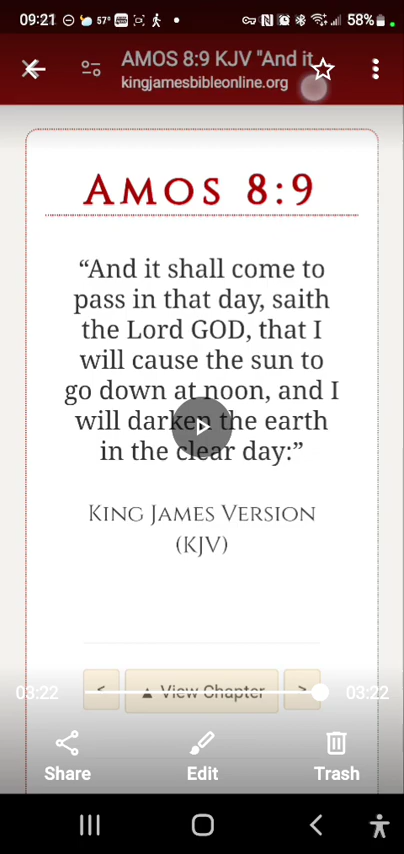 09:21 57° 58%
AMOS 8:9 KJV "And it
kingjamesbibleonline.org
AMOS 8:9
“And it shall come to
pass in that day, saith
the Lord GOD, that I
will cause the sun to
go down at noon, and I
will darken the earth
in the clear day:”
KING JAMES VERSION
(KJV)
< ▲ View Chapter >
03:22 03:22
Share Edit Trash